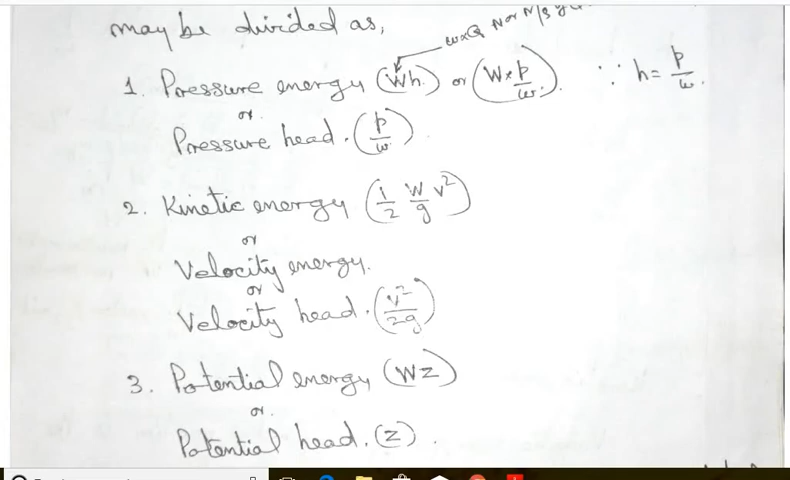 may be divided as,
w×Q N or N/s
1. Pressure energy (Wh.) or (W×p/w.). ∵ h = p/w.
or
Pressure head. (p/w).
2. Kinetic energy (1/2 W/g v²)
or
Velocity energy.
or
Velocity head. (v²/2g)
3. Potential energy (WZ)
or.
Potential head. (Z).